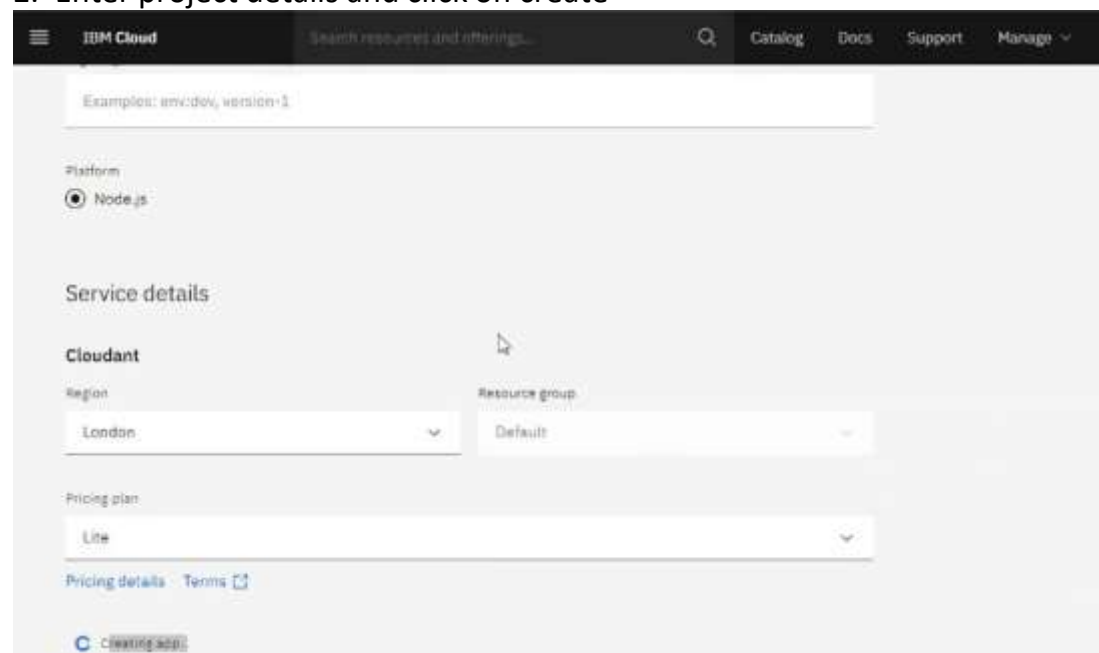 2. Enter project details and click on create
IBM Cloud Search resources and offerings... Catalog Docs Support Manage
Examples: env:dev, version-1
Platform
Node.js
Service details
Cloudant
Region Resource group
London Default
Pricing plan
Lite
Pricing details Terms
Creating app...